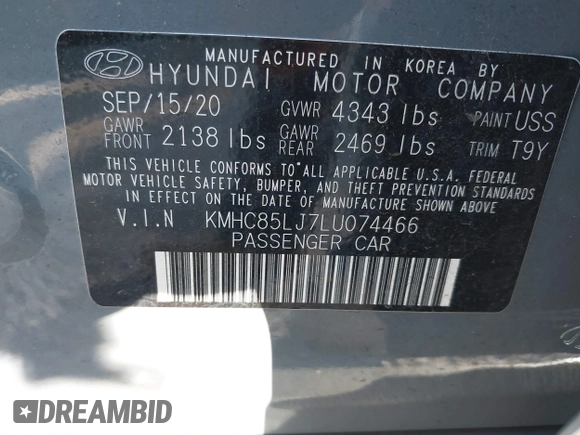 MANUFACTURED IN KOREA BY
HYUNDAI MOTOR COMPANY
SEP/15/20 GVWR 4343 lbs PAINT USS
GAWR FRONT 2138 lbs GAWR REAR 2469 lbs TRIM T9Y
THIS VEHICLE CONFORMS TO ALL APPLICABLE U.S.A. FEDERAL
MOTOR VEHICLE SAFETY, BUMPER, AND THEFT PREVENTION STANDARDS
IN EFFECT ON THE DATE OF MANUFACTURE SHOWN ABOVE.
V.I.N KMHC85LJ7LU074466
PASSENGER CAR
DREAMBID